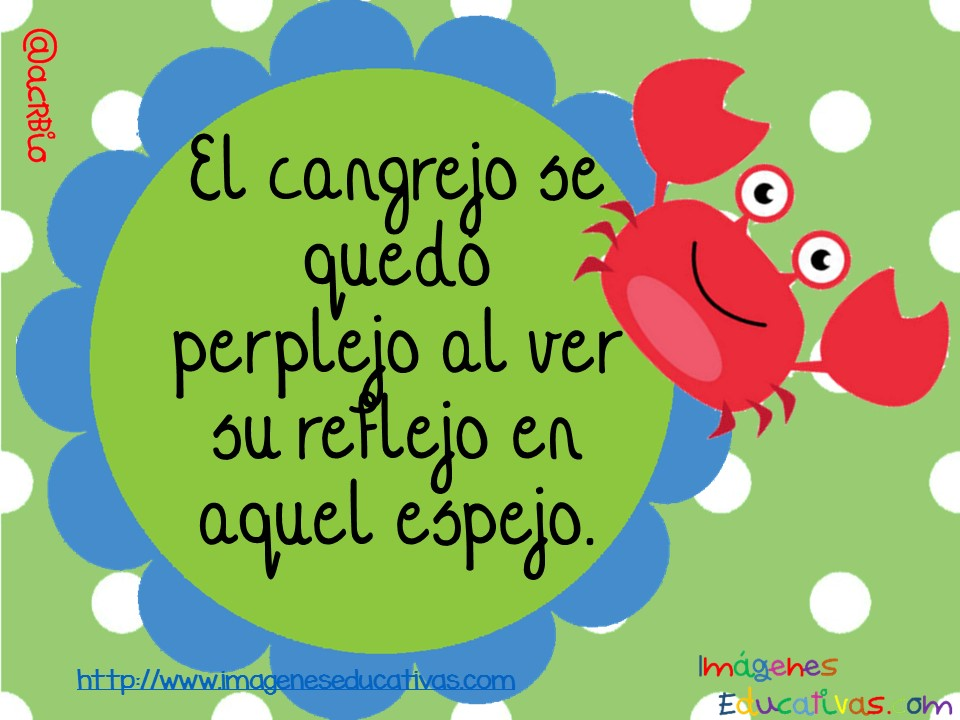 @acrbio
El cangrejo se
quedó
perplejo al ver
su reflejo en
aquel espejo.
http://www.imageneseducativas.com
Imágenes
Educativas. om